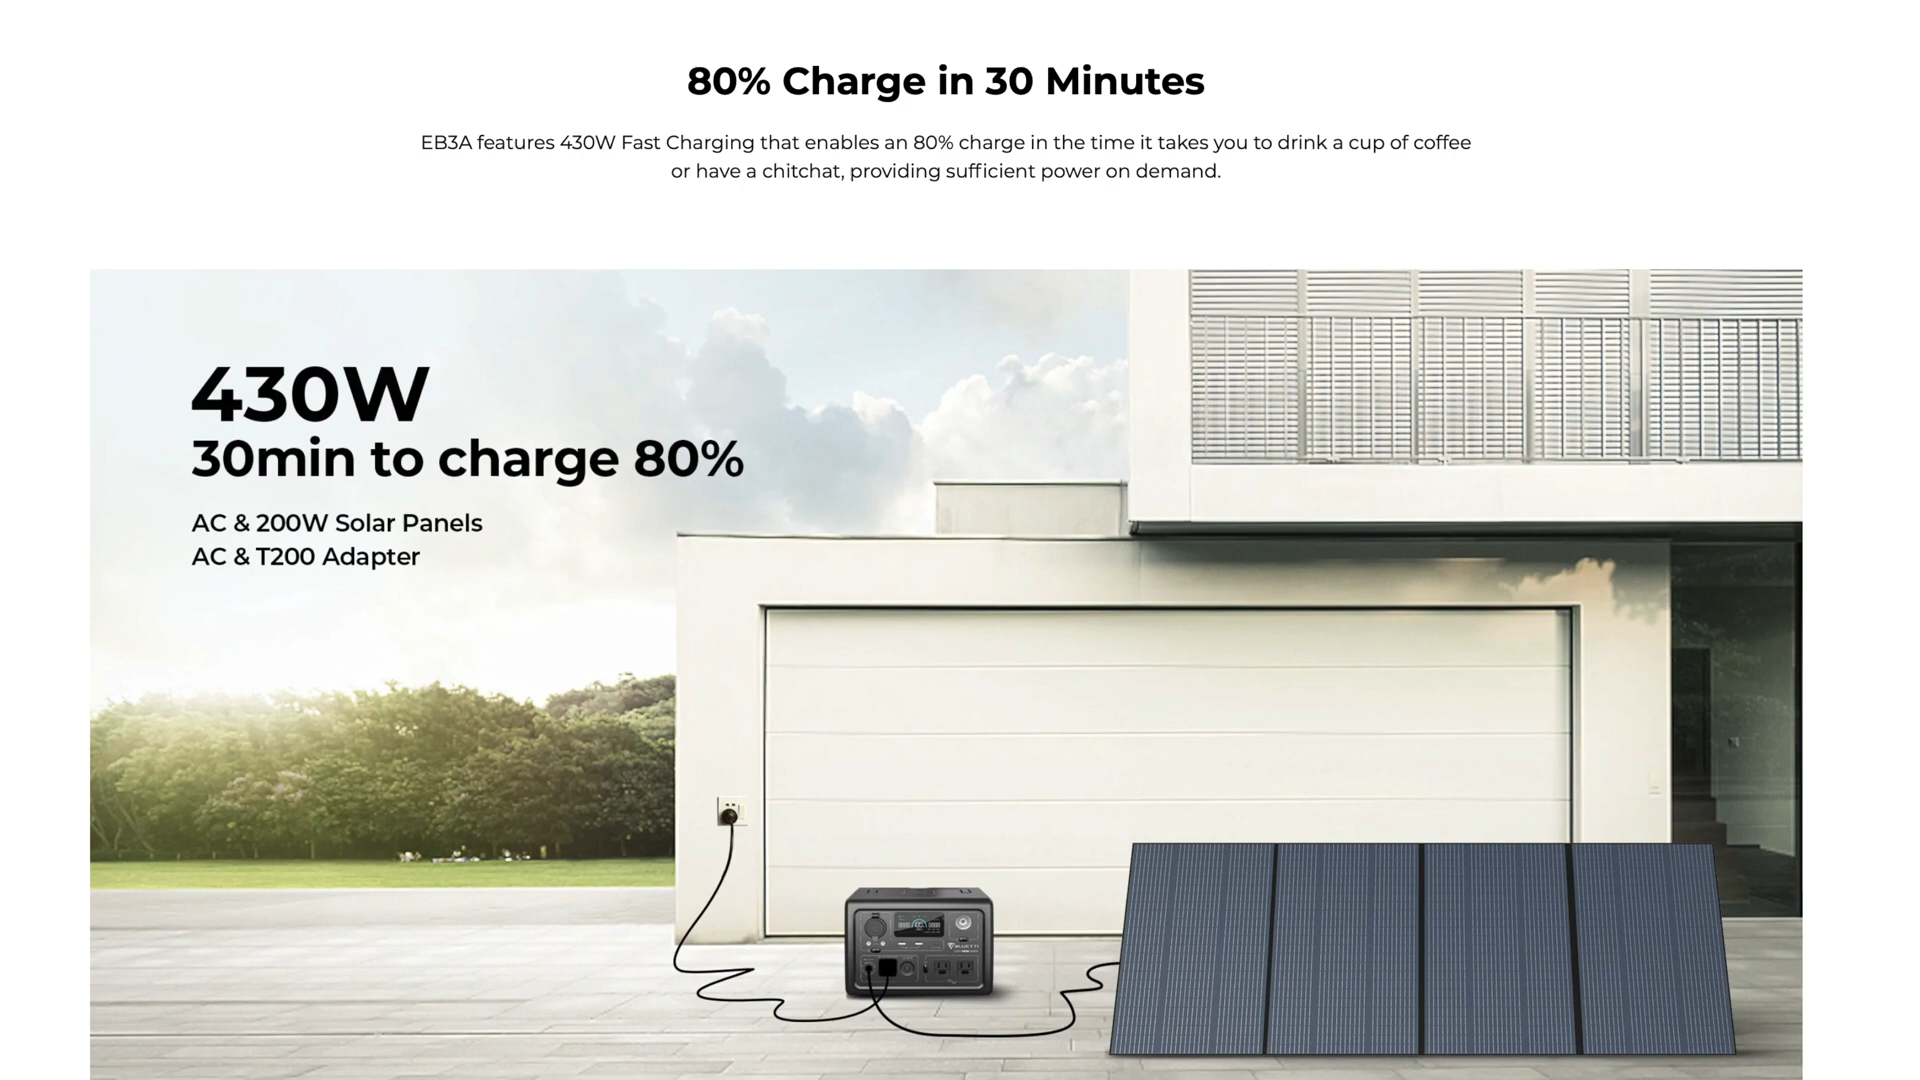 80% Charge in 30 Minutes
EB3A features 430W Fast Charging that enables an 80% charge in the time it takes you to drink a cup of coffee
or have a chitchat, providing sufficient power on demand.
430W
30min to charge 80%
AC & 200W Solar Panels
AC & T200 Adapter
BLUETTI